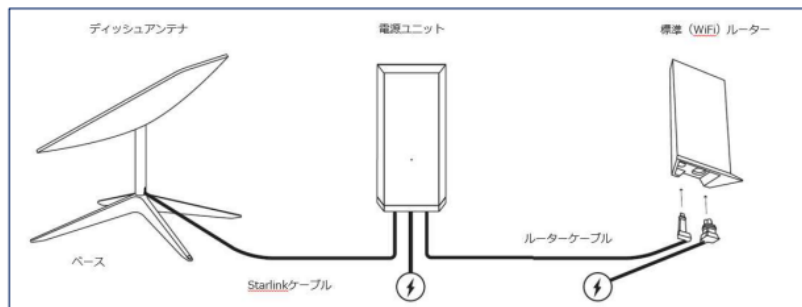 ディッシュアンテナ
電源ユニット
標準（WiFi）ルーター
ベース
Starlinkケーブル
ルーターケーブル